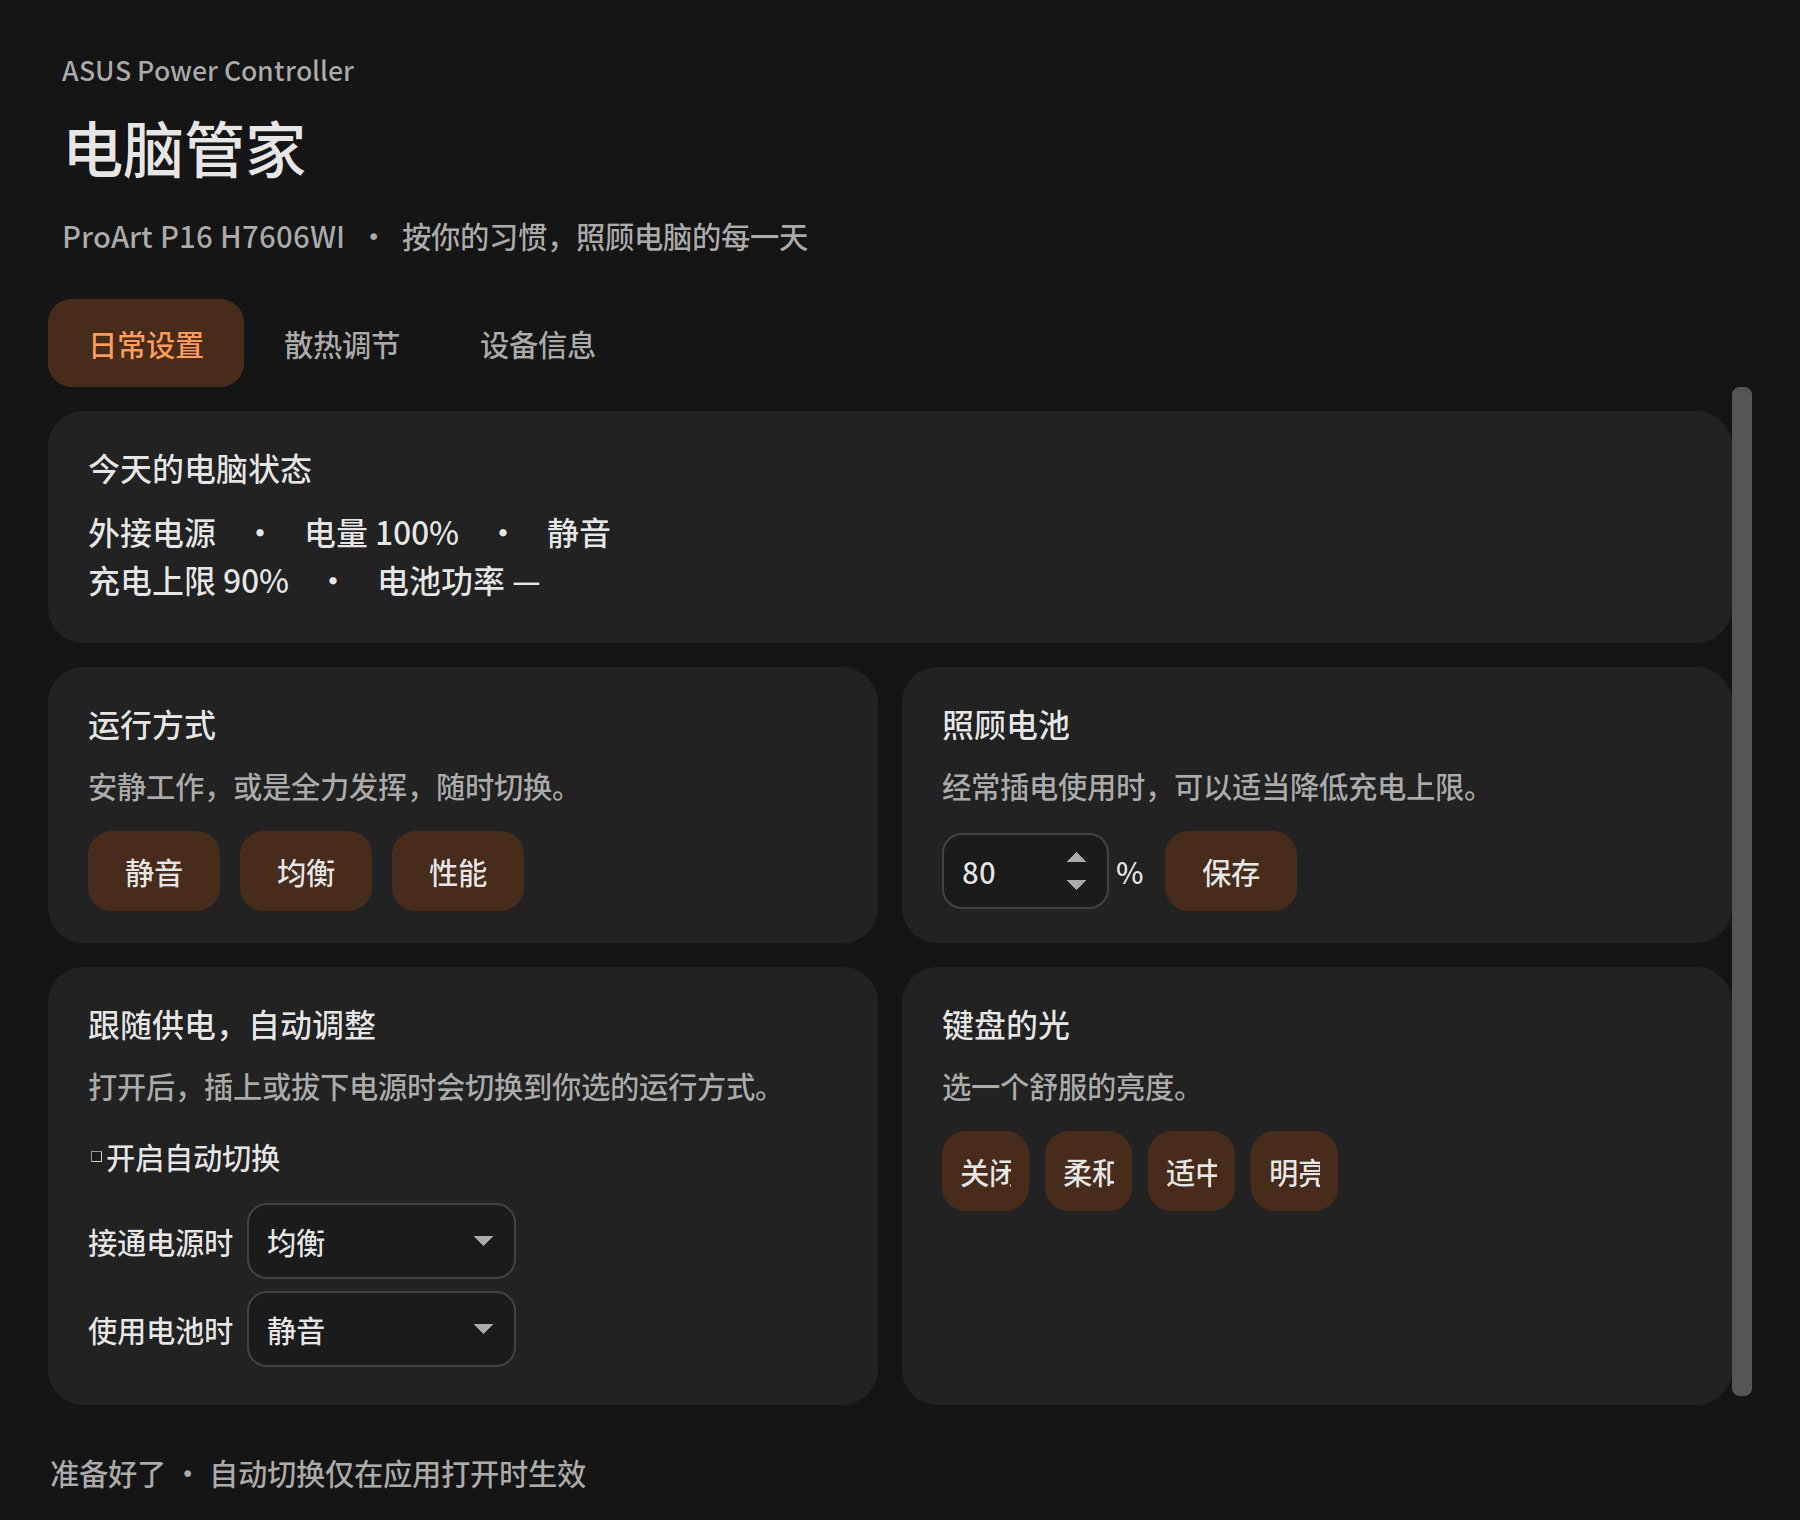 ASUS Power Controller
电脑管家
ProArt P16 H7606WI · 按你的习惯，照顾电脑的每一天
日常设置 散热调节 设备信息
今天的电脑状态
外接电源 · 电量 100% · 静音
充电上限 90% · 电池功率 —
运行方式
安静工作，或是全力发挥，随时切换。
静音 均衡 性能
照顾电池
经常插电使用时，可以适当降低充电上限。
80 % 保存
跟随供电，自动调整
打开后，插上或拔下电源时会切换到你选的运行方式。
开启自动切换
接通电源时 均衡
使用电池时 静音
键盘的光
选一个舒服的亮度。
关闭 柔和 适中 明亮
准备好了 · 自动切换仅在应用打开时生效